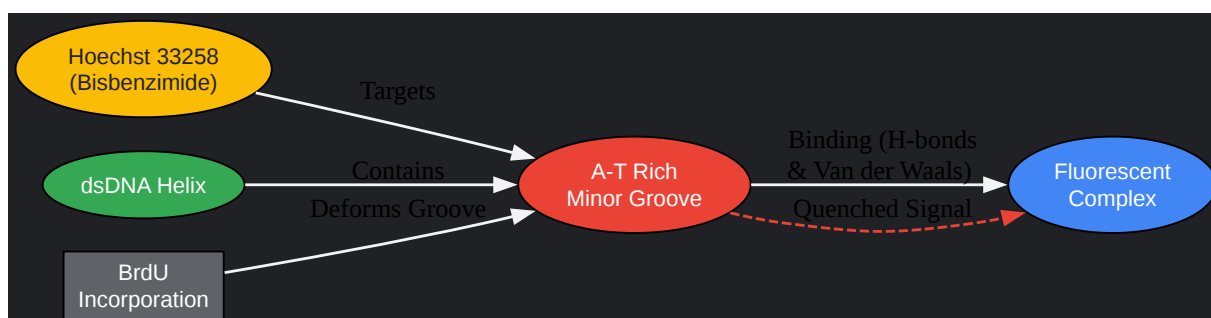 Hoechst 33258
(Bisbenzimide)
Targets
dsDNA Helix
Contains
Deforms Groove
BrdU
Incorporation
A-T Rich
Minor Groove
Binding (H-bonds
& Van der Waals)
Quenched Signal
Fluorescent
Complex